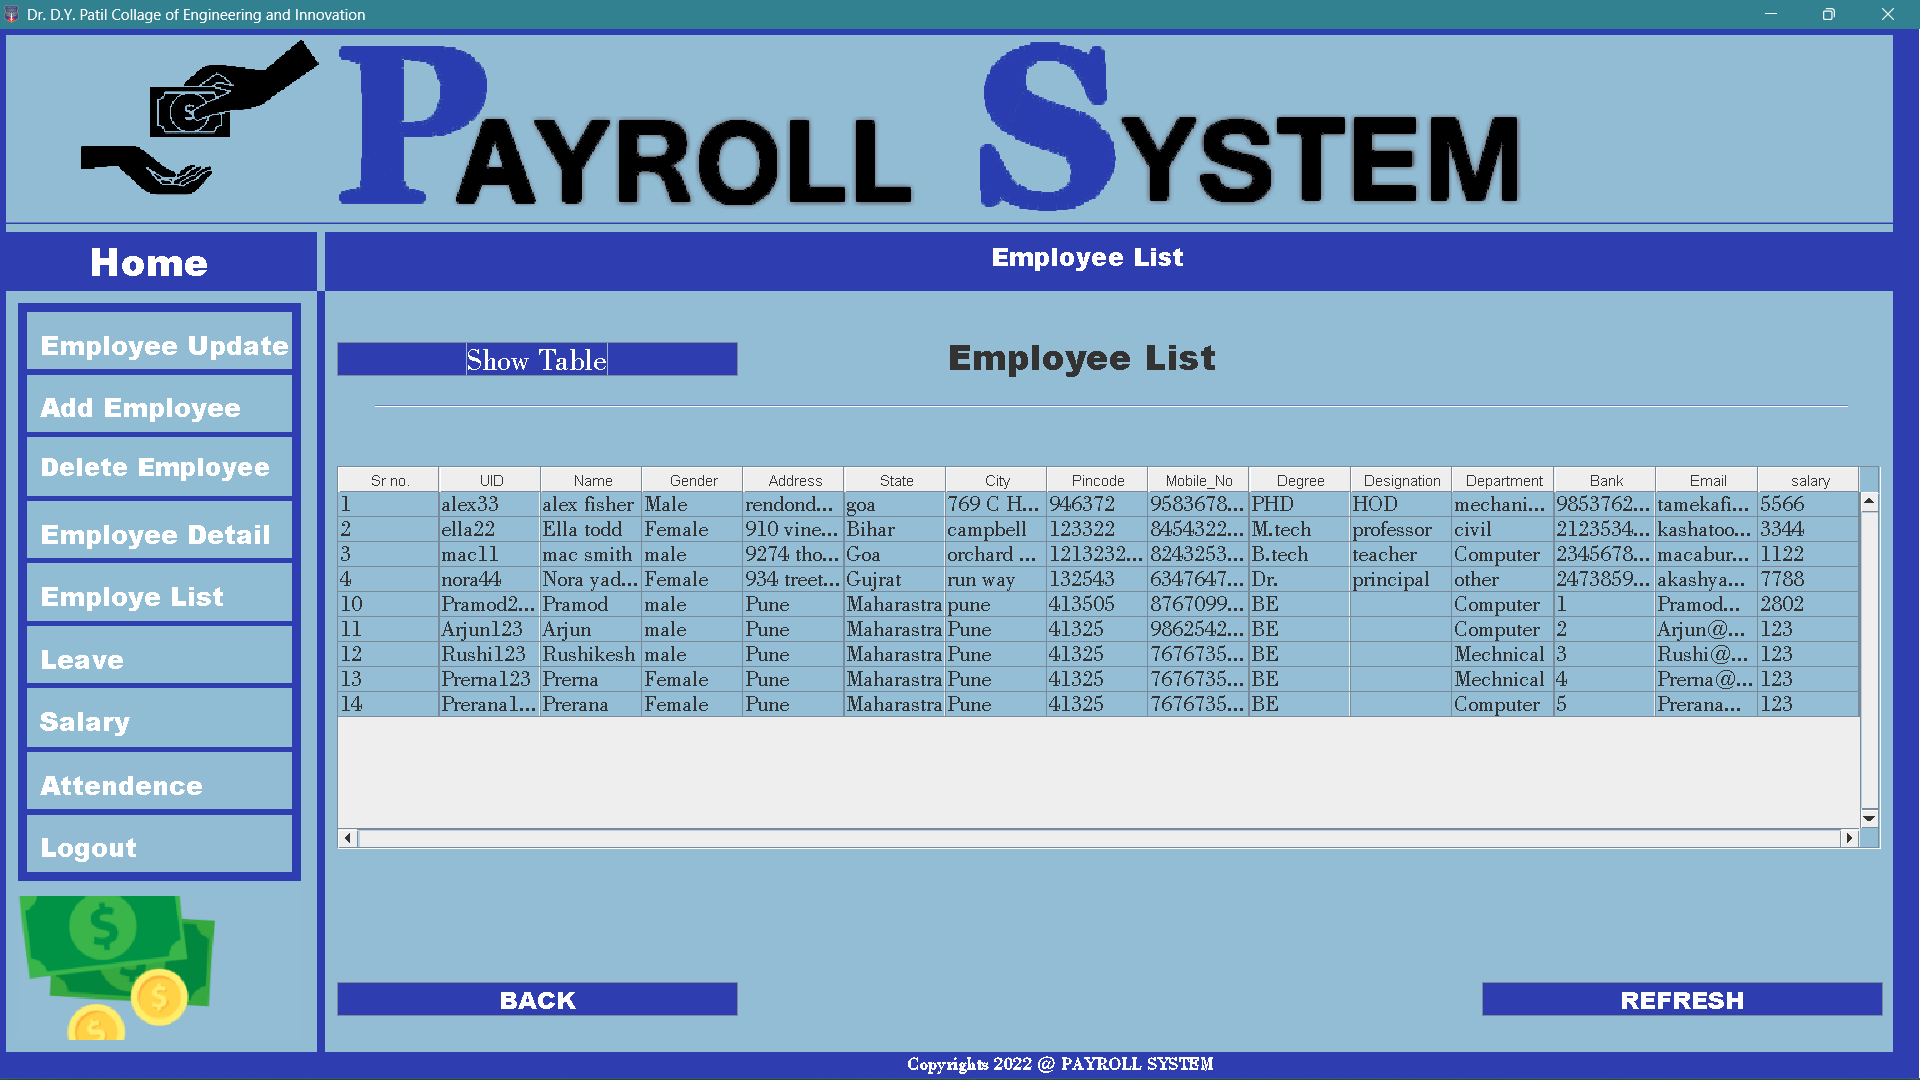 Dr. D.Y. Patil Collage of Engineering and Innovation
PAYROLL SYSTEM
Home
Employee List
Employee Update
Add Employee
Delete Employee
Employee Detail
Employe List
Leave
Salary
Attendence
Logout
Show Table
Employee List
Sr no. UID Name Gender Address State City Pincode Mobile_No Degree Designation Department Bank Email salary
1 alex33 alex fisher Male rendond... goa 769 C H... 946372 9583678... PHD HOD mechani... 9853762... tamekafi... 5566
2 ella22 Ella todd Female 910 vine... Bihar campbell 123322 8454322... M.tech professor civil 2123534... kashatoo... 3344
3 mac11 mac smith male 9274 tho... Goa orchard ... 1213232... 8243253... B.tech teacher Computer 2345678... macabur... 1122
4 nora44 Nora yad... Female 934 treet... Gujrat run way 132543 6347647... Dr. principal other 2473859... akashya... 7788
10 Pramod2... Pramod male Pune Maharastra pune 413505 8767099... BE Computer 1 Pramod... 2802
11 Arjun123 Arjun male Pune Maharastra Pune 41325 9862542... BE Computer 2 Arjun@... 123
12 Rushi123 Rushikesh male Pune Maharastra Pune 41325 7676735... BE Mechnical 3 Rushi@... 123
13 Prerna123 Prerna Female Pune Maharastra Pune 41325 7676735... BE Mechnical 4 Prerna@... 123
14 Prerana1... Prerana Female Pune Maharastra Pune 41325 7676735... BE Computer 5 Prerana... 123
BACK
REFRESH
Copyrights 2022 @ PAYROLL SYSTEM